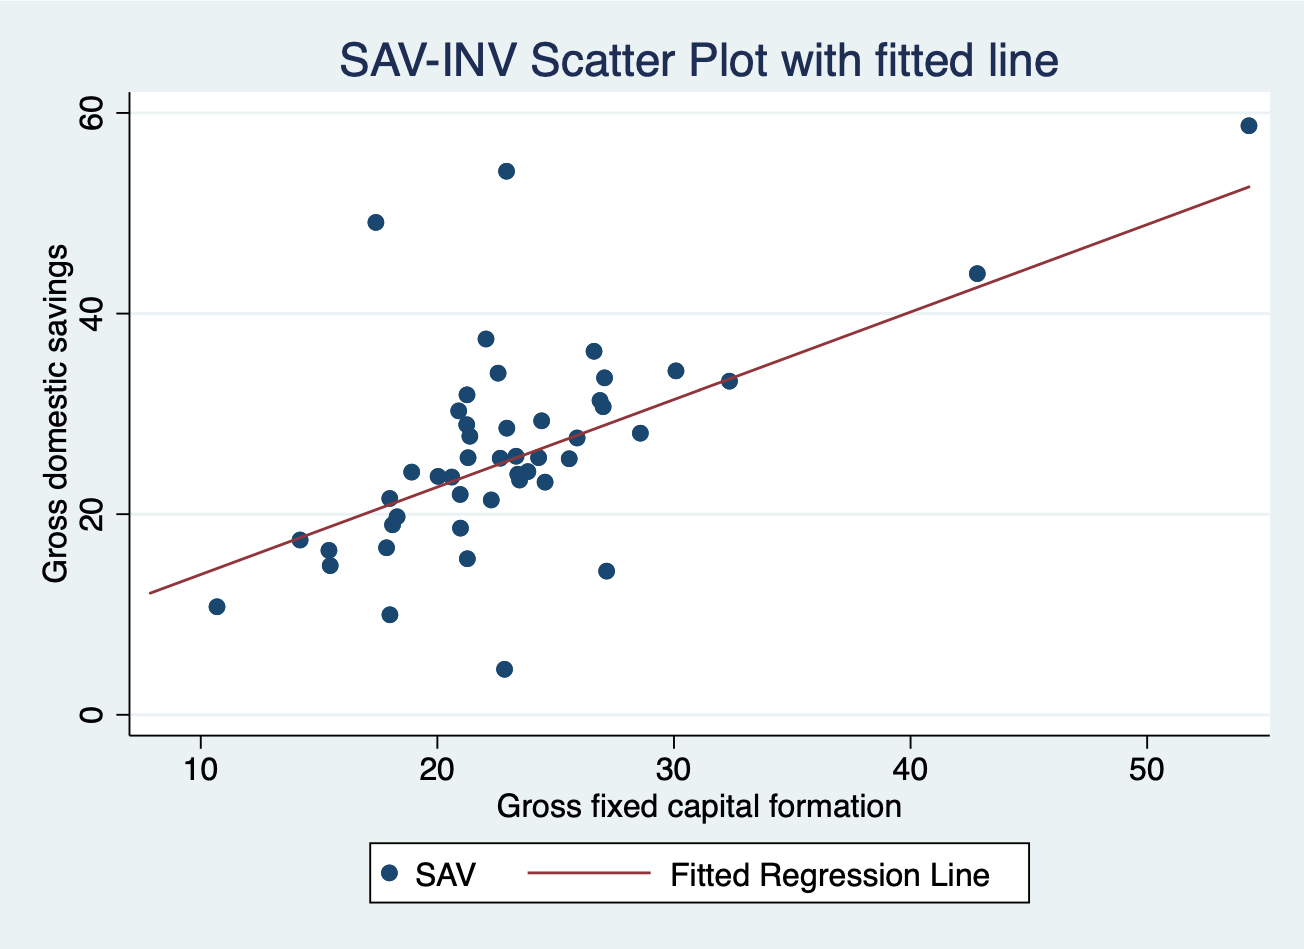 SAV-INV Scatter Plot with fitted line
60
40
20
0
Gross domestic savings
10 20 30 40 50
Gross fixed capital formation
SAV Fitted Regression Line